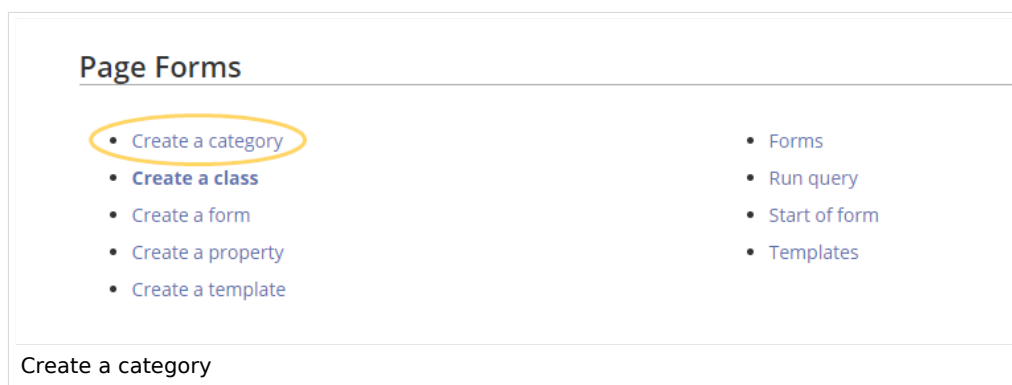 Page Forms
Create a category
Create a class
Create a form
Create a property
Create a template
Forms
Run query
Start of form
Templates
Create a category